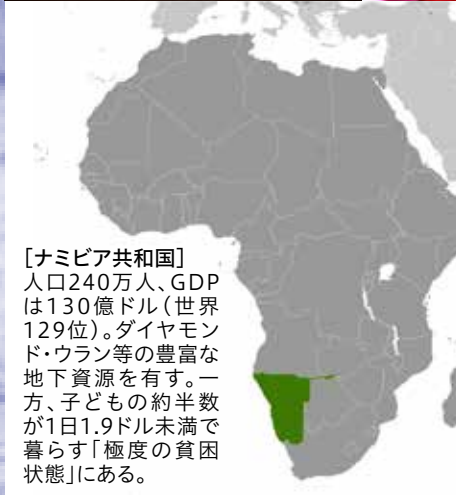 [ナミビア共和国]
人口240万人、GDP
は130億ドル(世界
129位)。ダイヤモン
ド・ウラン等の豊富な
地下資源を有す。一
方、子どもの約半数
が1日1.9ドル未満で
暮らす「極度の貧困
状態」にある。